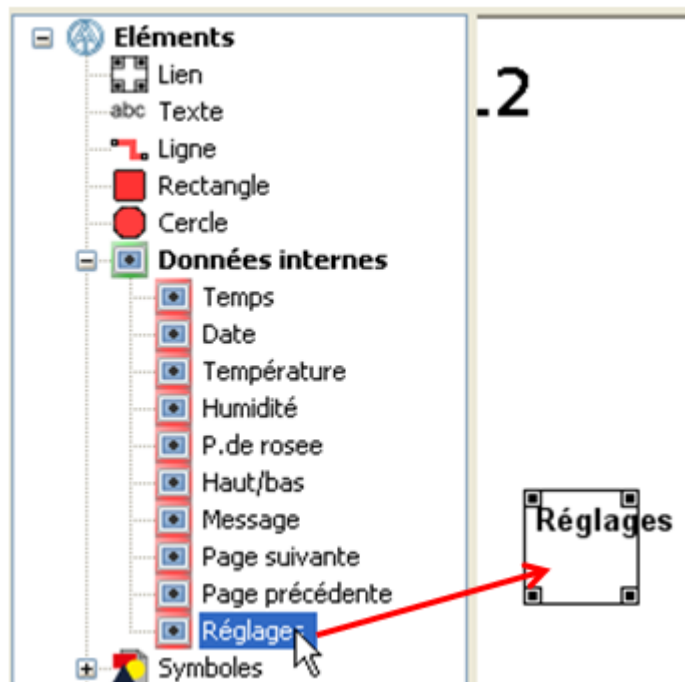 Eléments
Lien
abc Texte
Ligne
Rectangle
Cercle
Données internes
Temps
Date
Température
Humidité
P.de rosee
Haut/bas
Message
Page suivante
Page précédente
Réglages
Symboles
.2
Réglages